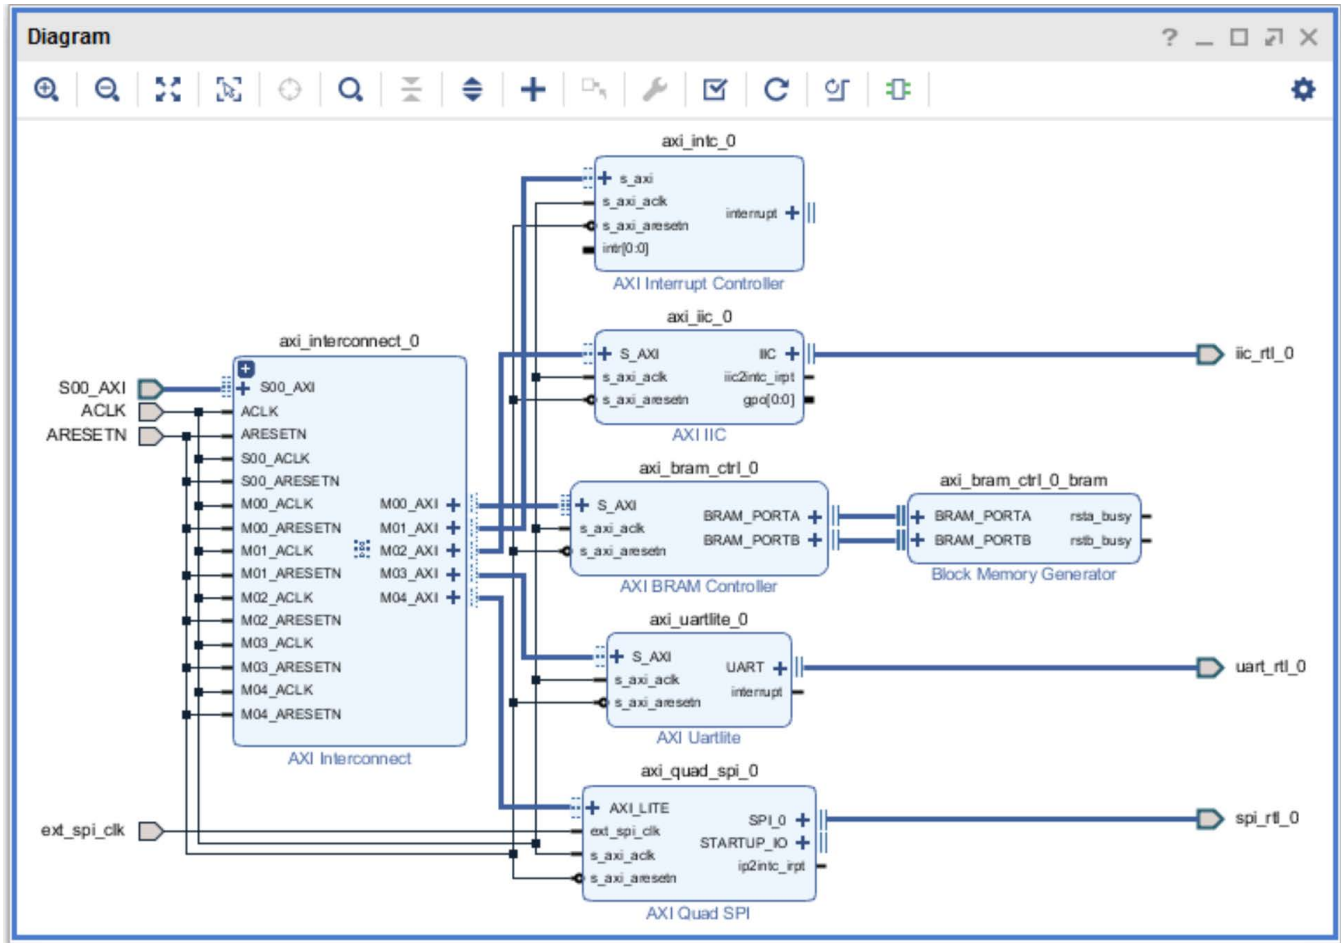 Diagram
axi_intc_0
s_axi
s_axi_aclk
s_axi_aresetn
intr[0:0]
interrupt
AXI Interrupt Controller
axi_iic_0
S_AXI
s_axi_aclk
s_axi_aresetn
IIC
iic2intc_irpt
gpo[0:0]
AXI IIC
iic_rtl_0
axi_interconnect_0
S00_AXI
ACLK
ARESETN
S00_AXI
ACLK
ARESETN
S00_ACLK
S00_ARESETN
M00_ACLK
M00_ARESETN
M01_ACLK
M01_ARESETN
M02_ACLK
M02_ARESETN
M03_ACLK
M03_ARESETN
M04_ACLK
M04_ARESETN
M00_AXI
M01_AXI
M02_AXI
M03_AXI
M04_AXI
AXI Interconnect
axi_bram_ctrl_0
S_AXI
s_axi_aclk
s_axi_aresetn
BRAM_PORTA
BRAM_PORTB
AXI BRAM Controller
axi_bram_ctrl_0_bram
BRAM_PORTA
BRAM_PORTB
rsta_busy
rstb_busy
Block Memory Generator
axi_uartlite_0
S_AXI
s_axi_aclk
s_axi_aresetn
UART
interrupt
AXI Uartlite
uart_rtl_0
axi_quad_spi_0
ext_spi_clk
AXI_LITE
ext_spi_clk
s_axi_aclk
s_axi_aresetn
SPI_0
STARTUP_IO
ip2intc_irpt
AXI Quad SPI
spi_rtl_0